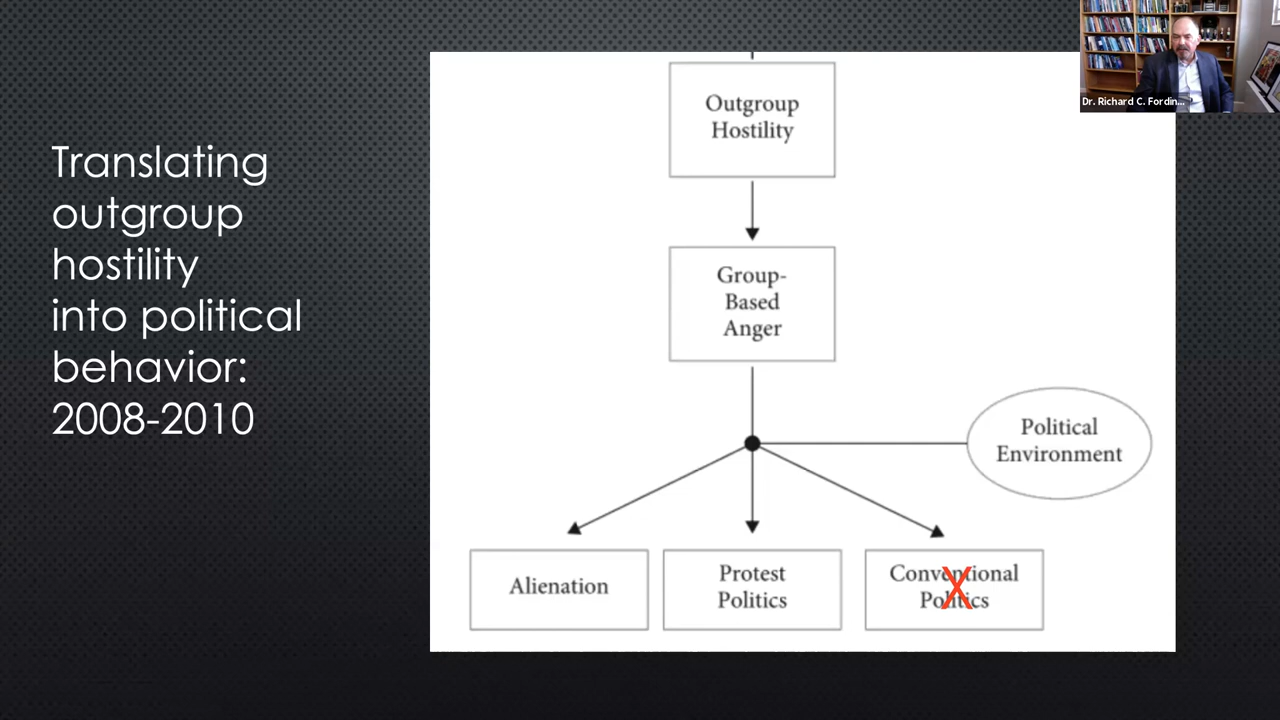 Dr. Richard C. Fordin...
Translating
outgroup
hostility
into political
behavior:
2008-2010
Outgroup
Hostility
Group-
Based
Anger
Political
Environment
Alienation
Protest
Politics
Conventional
Politics
X